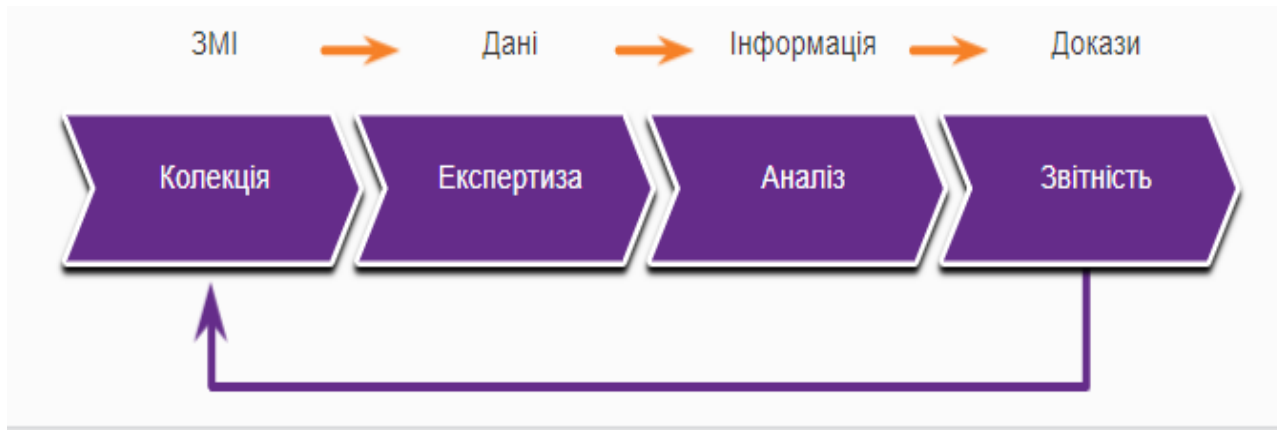 ЗМІ Дані Інформація Докази
Колекція Експертиза Аналіз Звітність